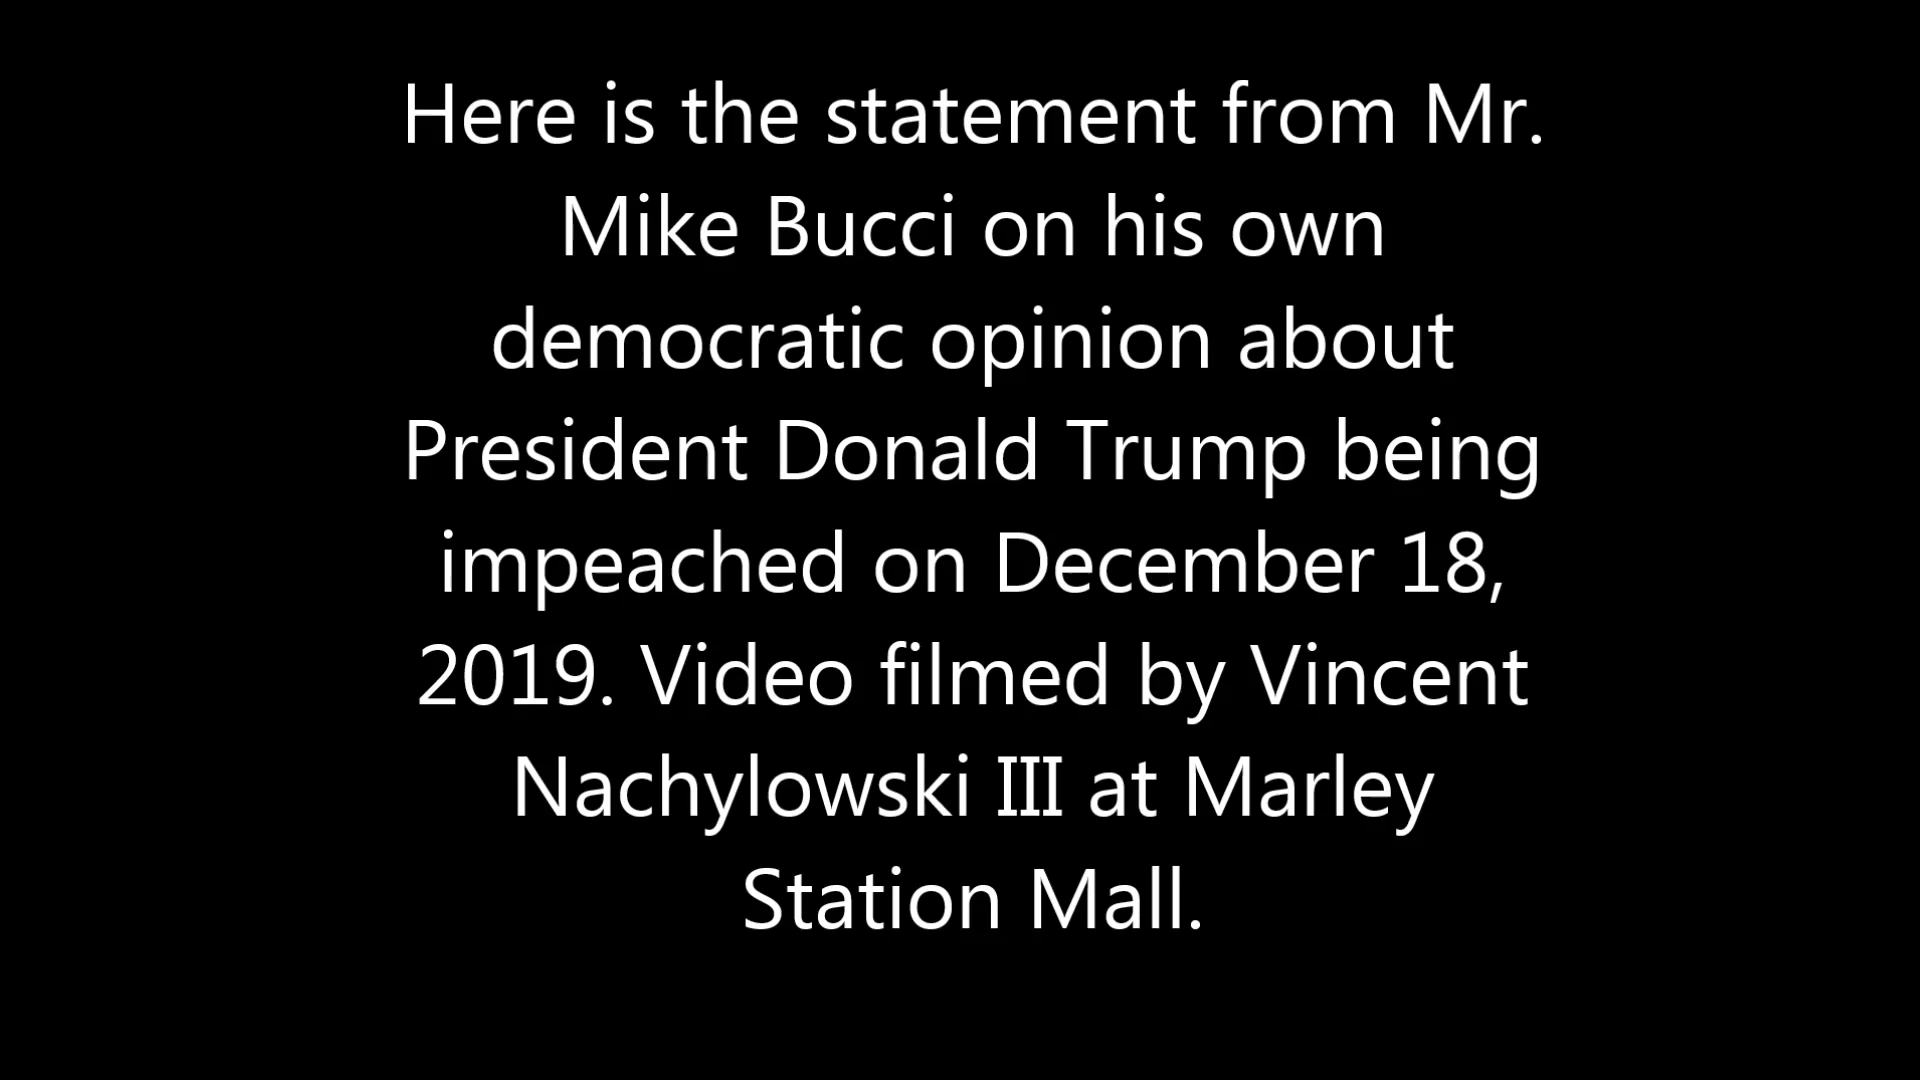 Here is the statement from Mr.
Mike Bucci on his own
democratic opinion about
President Donald Trump being
impeached on December 18,
2019. Video filmed by Vincent
Nachylowski III at Marley
Station Mall.